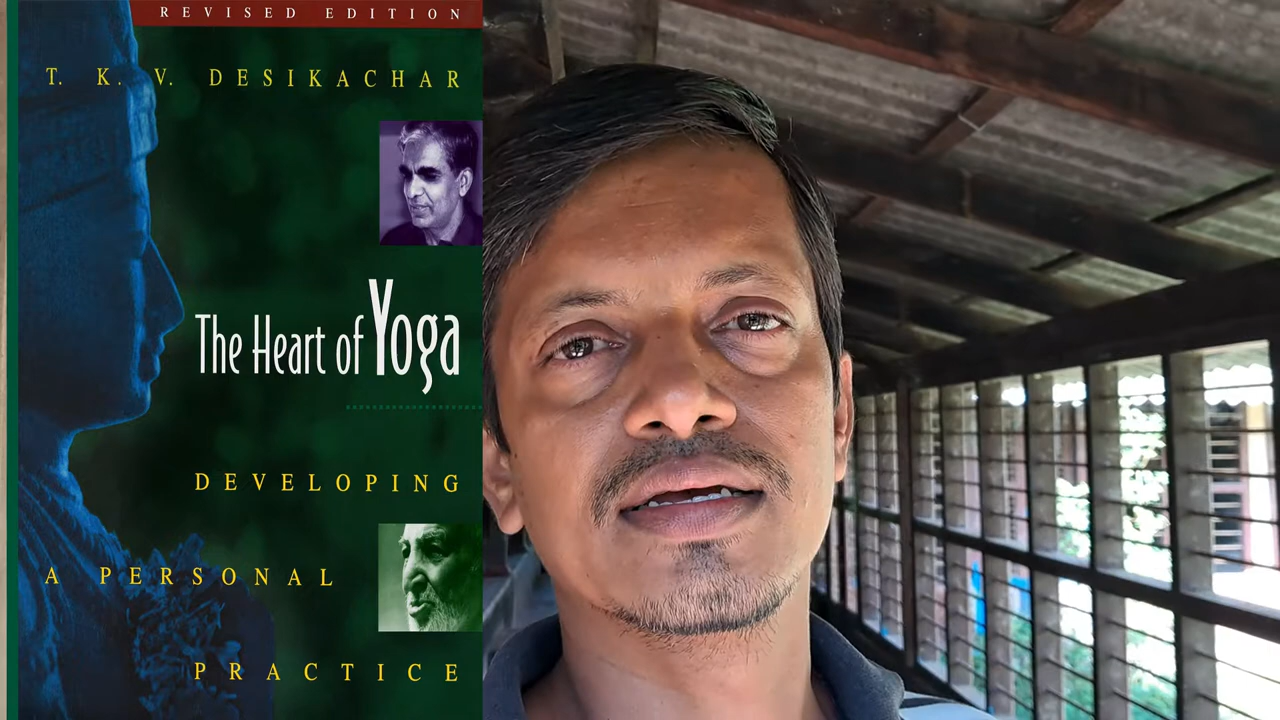 REVISED EDITION
T. K. V. DESIKACHAR
The Heart of Yoga
DEVELOPING
A PERSONAL
PRACTICE